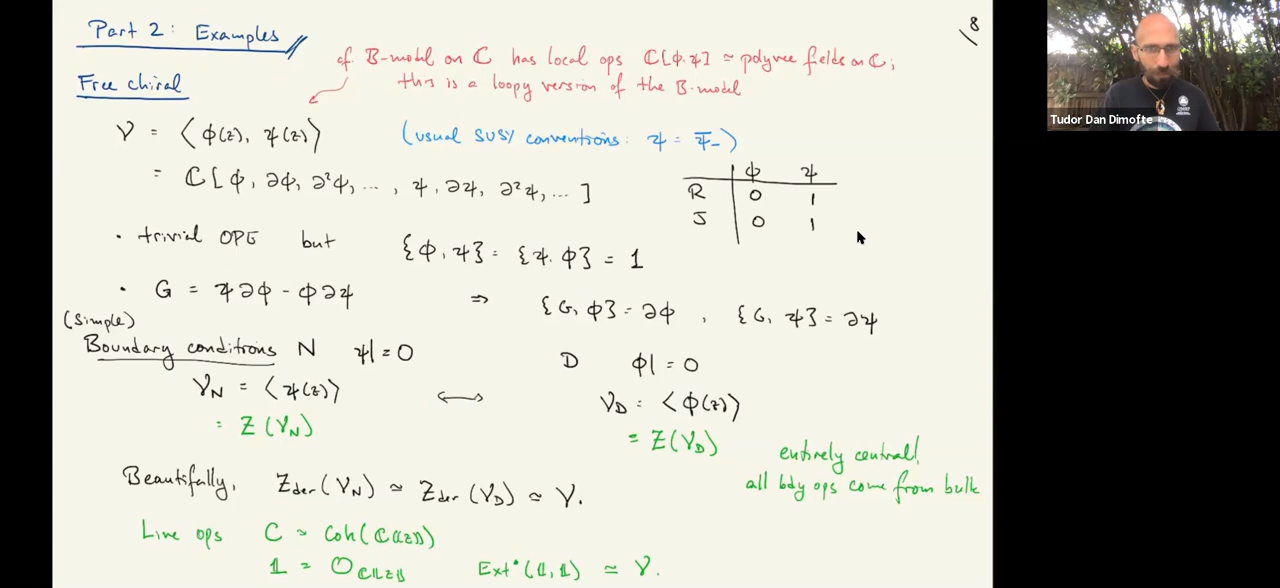 8
Part 2: Examples
cf. B-model on ℂ has local ops ℂ[φ,ψ] ≃ polyvec fields on ℂ;
this is a loopy version of the B-model
Free chiral
V = ⟨φ(z), ψ(z)⟩ (usual SUSY conventions: ψ = ψ̄₋)
= ℂ[φ, ∂φ, ∂²φ, ..., ψ, ∂ψ, ∂²ψ, ...]
φ ψ
R 0 1
J 0 1
· trivial OPE but {φ, ψ} = {ψ, φ} = 1
· G = ψ∂φ - φ∂ψ ⇒ {G, φ} = ∂φ , {G, ψ} = ∂ψ
(Simple)
Boundary conditions N ψ| = 0 D φ| = 0
V_N = ⟨ψ(z)⟩ ⟷ V_D = ⟨φ(z)⟩
= Z(V_N) = Z(V_D) entirely central!
all bdy ops come from bulk
Beautifully, Z_der(V_N) ≃ Z_der(V_D) ≃ V.
Line ops C ≃ Coh(ℂ((z)))
𝟙 = O_ℂ[[z]] Ext•(𝟙, 𝟙) ≃ V.
Tudor Dan Dimofte